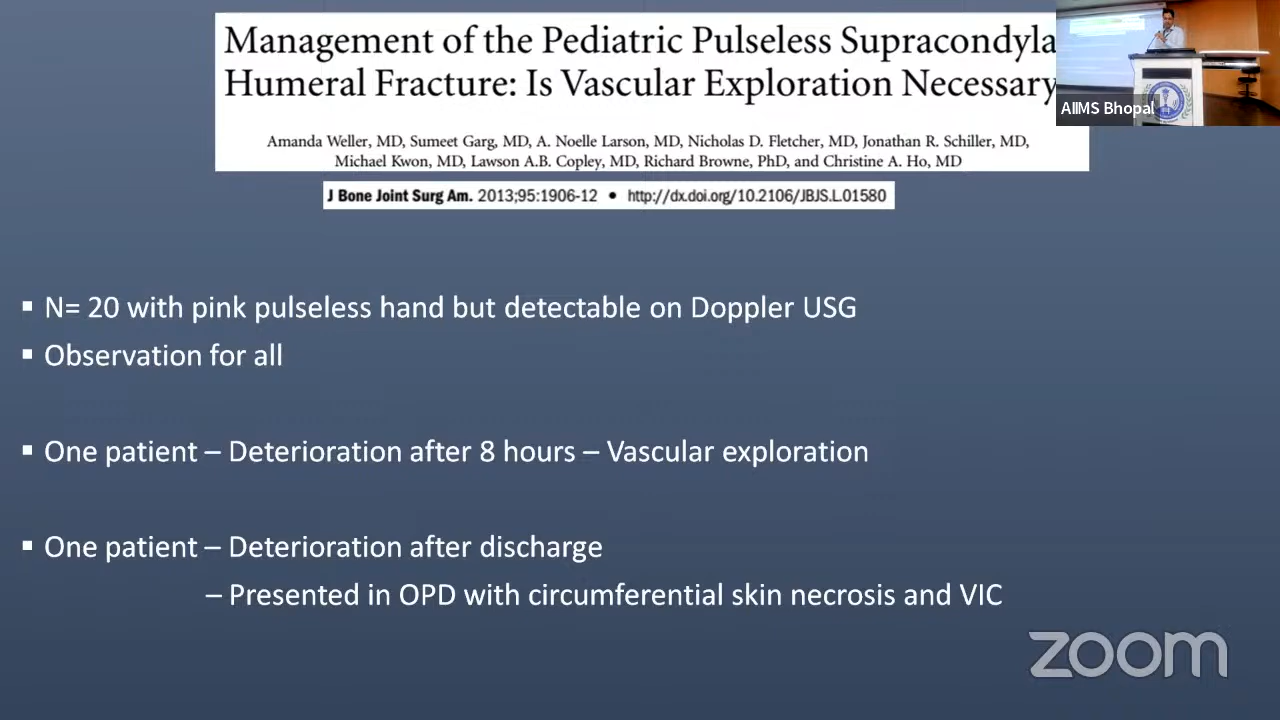 Management of the Pediatric Pulseless Supracondyla
Humeral Fracture: Is Vascular Exploration Necessary
Amanda Weller, MD, Sumeet Garg, MD, A. Noelle Larson, MD, Nicholas D. Fletcher, MD, Jonathan R. Schiller, MD,
Michael Kwon, MD, Lawson A.B. Copley, MD, Richard Browne, PhD, and Christine A. Ho, MD
J Bone Joint Surg Am. 2013;95:1906-12 • http://dx.doi.org/10.2106/JBJS.L.01580
AIIMS Bhopal
▪ N= 20 with pink pulseless hand but detectable on Doppler USG
▪ Observation for all
▪ One patient – Deterioration after 8 hours – Vascular exploration
▪ One patient – Deterioration after discharge
– Presented in OPD with circumferential skin necrosis and VIC
zoom